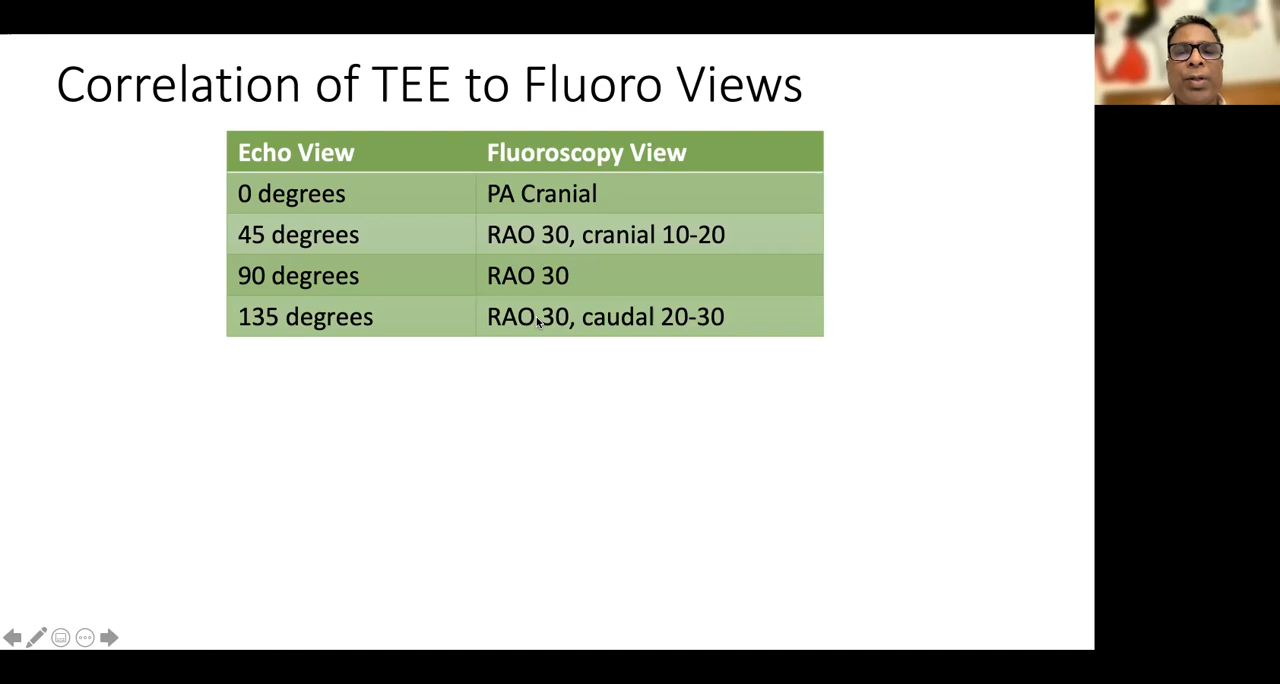 Correlation of TEE to Fluoro Views
Echo View Fluoroscopy View
0 degrees PA Cranial
45 degrees RAO 30, cranial 10-20
90 degrees RAO 30
135 degrees RAO 30, caudal 20-30